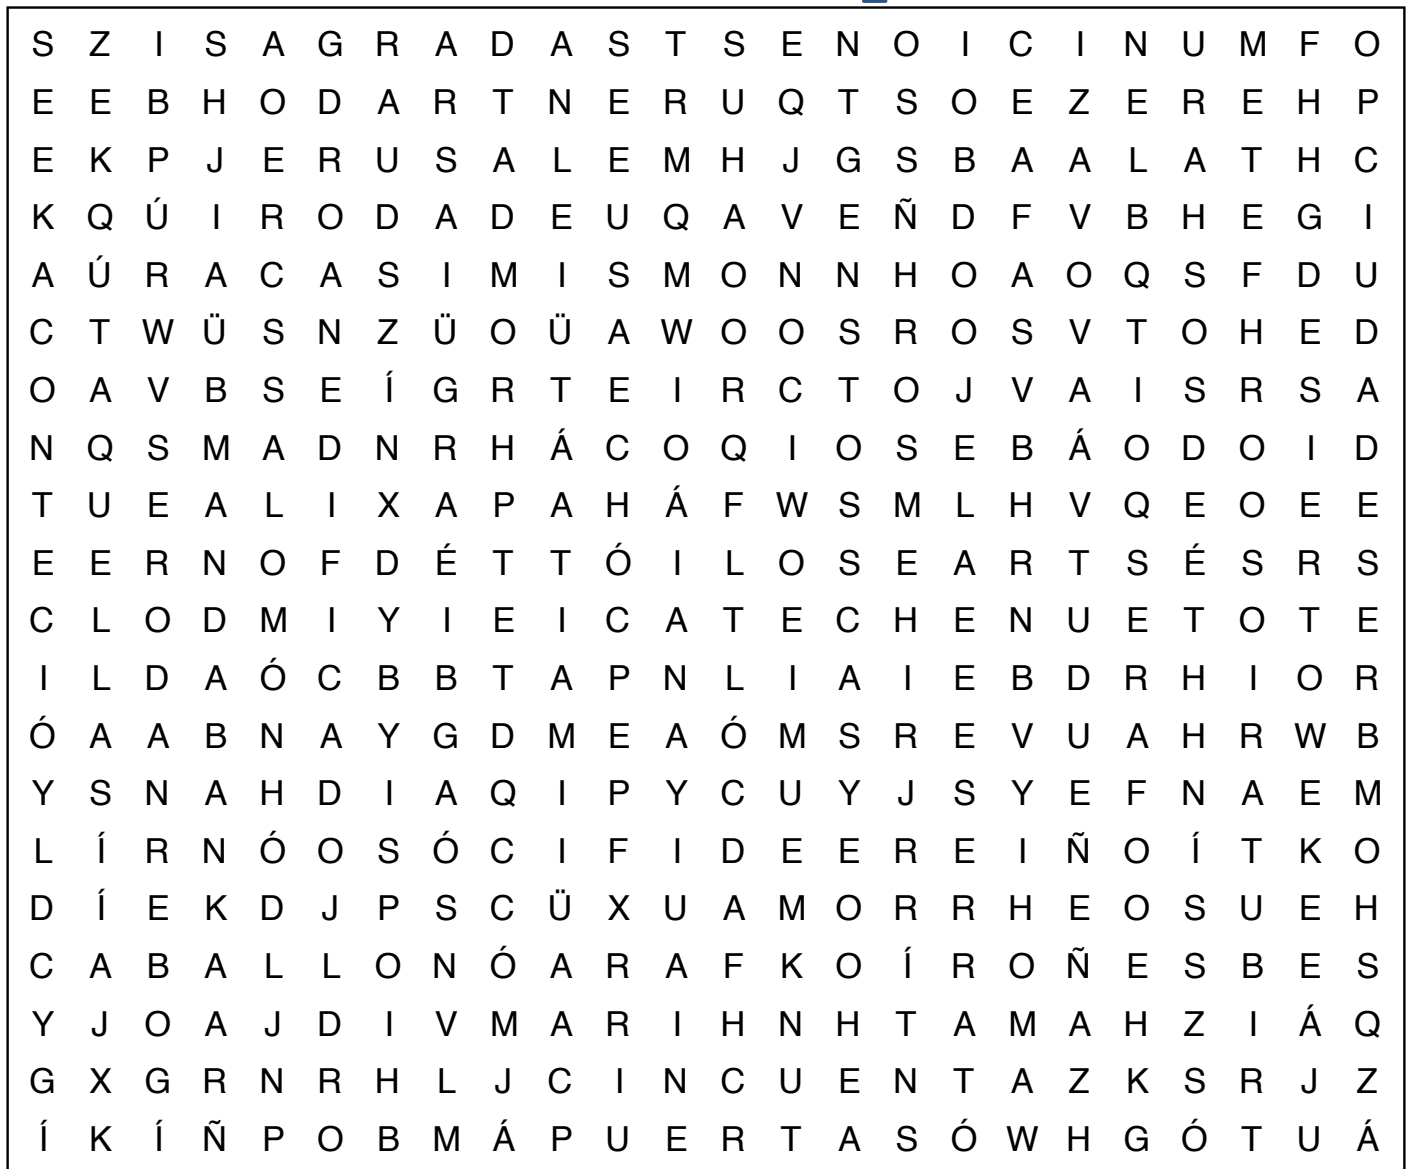 S Z I S A G R A D A S T S E N O I C I N U M F O
E E B H O D A R T N E R U Q T S O E Z E R E H P
E K P J E R U S A L E M H J G S B A A L A T H C
K Q Ú I R O D A D E U Q A V E Ñ D F V B H E G I
A Ú R A C A S I M I S M O N N H O A O Q S F D U
C T W Ü S N Z Ü O Ü A W O O S R O S V T O H E D
O A V B S E Í G R T E I R C T O J V A I S R S A
N Q S M A D N R H Á C O Q I O S E B Á O D O I D
T U E A L I X A P A H Á F W S M L H V Q E O E E
E E R N O F D É T T Ó I L O S E A R T S É S R S
C L O D M I Y I E I C A T E C H E N U E T O T E
I L D A Ó C B B T A P N L I A I E B D R H I O R
Ó A A B N A Y G D M E A Ó M S R E V U A H R W B
Y S N A H D I A Q I P Y C U Y J S Y E F N A E M
L Í R N Ó O S Ó C I F I D E E R E I Ñ O Í T K O
D Í E K D J P S C Ü X U A M O R R H E O S U E H
C A B A L L O N Ó A R A F K O Í R O Ñ E S B E S
Y J O A J D I V M A R I H N H T A M A H Z I Á Q
G X G R N R H L J C I N C U E N T A Z K S R J Z
Í K Í Ñ P O B M Á P U E R T A S Ó W H G Ó T U Á